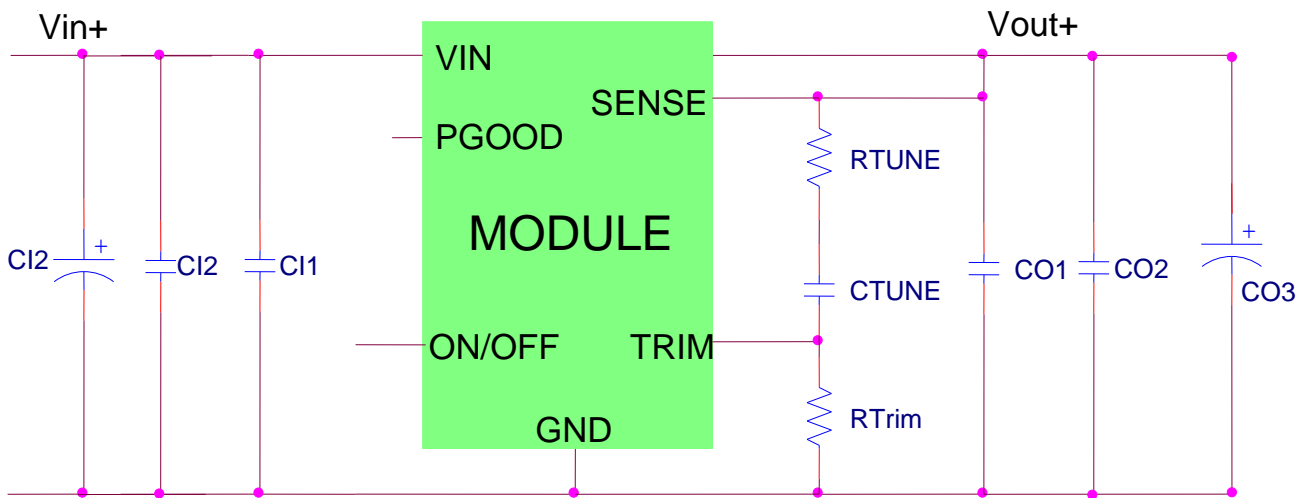 Vin+
Vout+
VIN
SENSE
PGOOD
RTUNE
MODULE
+
CI2
CI2
CI1
+
CO1
CO2
CO3
CTUNE
ON/OFF
TRIM
RTrim
GND